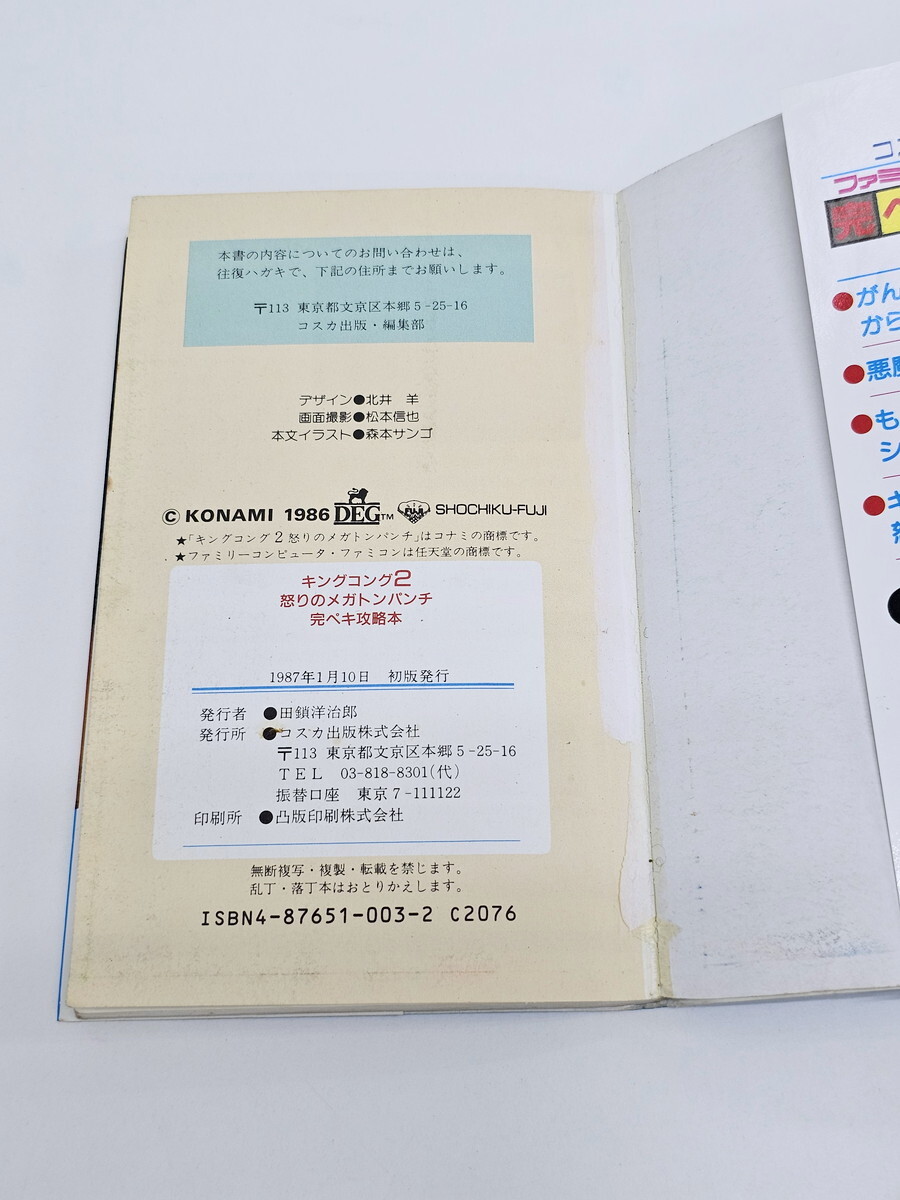 本書の内容についてのお問い合わせは、
往復ハガキで、下記の住所までお願いします。
〒113 東京都文京区本郷5-25-16
コスカ出版・編集部
デザイン●北井 羊
画面撮影●松本信也
本文イラスト●森本サンゴ
© KONAMI 1986 DEG™ FUJI SHOCHIKU-FUJI
★「キングコング2怒りのメガトンパンチ」はコナミの商標です。
★ファミリーコンピュータ・ファミコンは任天堂の商標です。
キングコング2
怒りのメガトンパンチ
完ペキ攻略本
1987年1月10日 初版発行
発行者 ●田鎖洋治郎
発行所 ●コスカ出版株式会社
〒113 東京都文京区本郷5-25-16
TEL 03-818-8301(代)
振替口座 東京7-111122
印刷所 ●凸版印刷株式会社
無断複写・複製・転載を禁じます。
乱丁・落丁本はおとりかえします。
ISBN4-87651-003-2 C2076
コ
ファミ
●がん
から
●悪
●も
シ
●キ